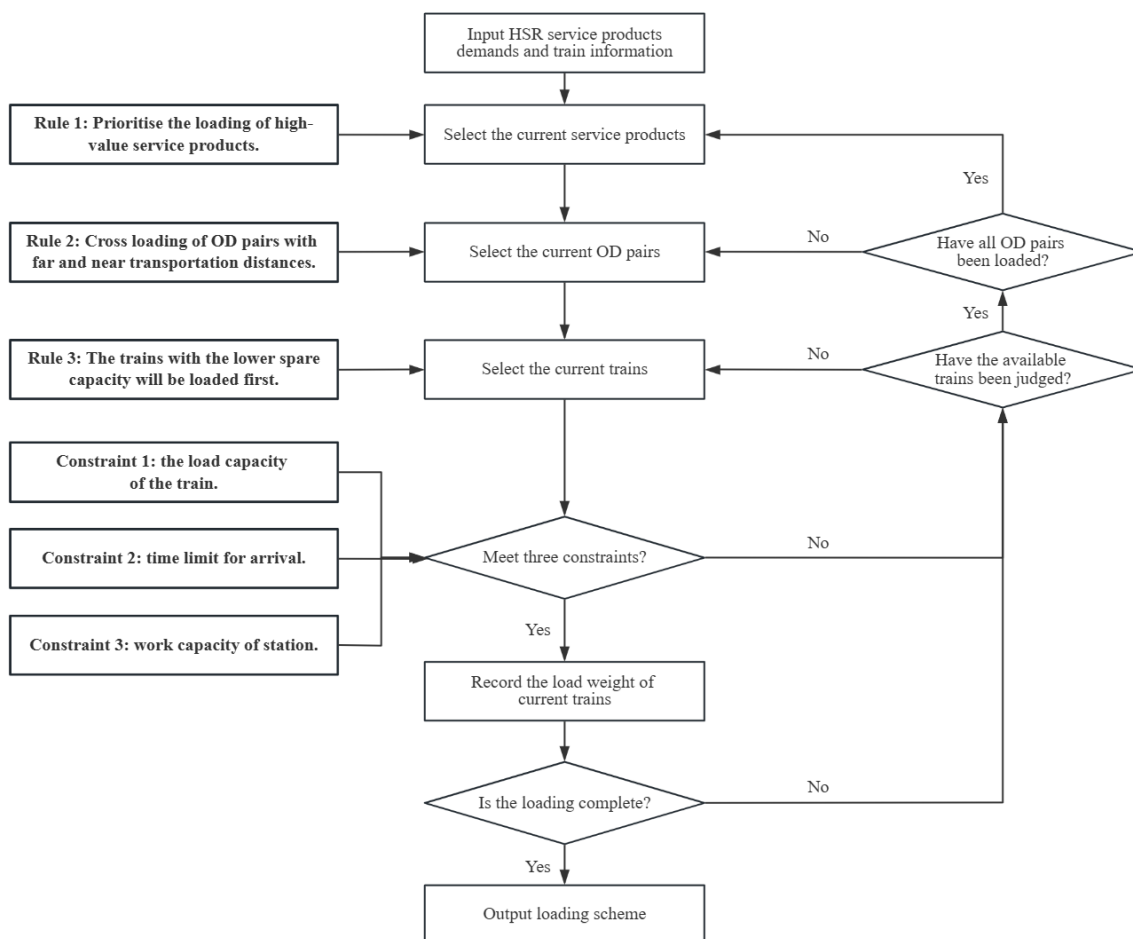 Input HSR service products
demands and train information
Rule 1: Prioritise the loading of high-
value service products.
Select the current service products
Yes
Rule 2: Cross loading of OD pairs with
far and near transportation distances.
Select the current OD pairs
No
Have all OD pairs
been loaded?
Yes
Rule 3: The trains with the lower spare
capacity will be loaded first.
Select the current trains
No
Have the available
trains been judged?
Constraint 1: the load capacity
of the train.
Constraint 2: time limit for arrival.
Meet three constraints?
No
Constraint 3: work capacity of station.
Yes
Record the load weight of
current trains
Is the loading complete?
No
Yes
Output loading scheme